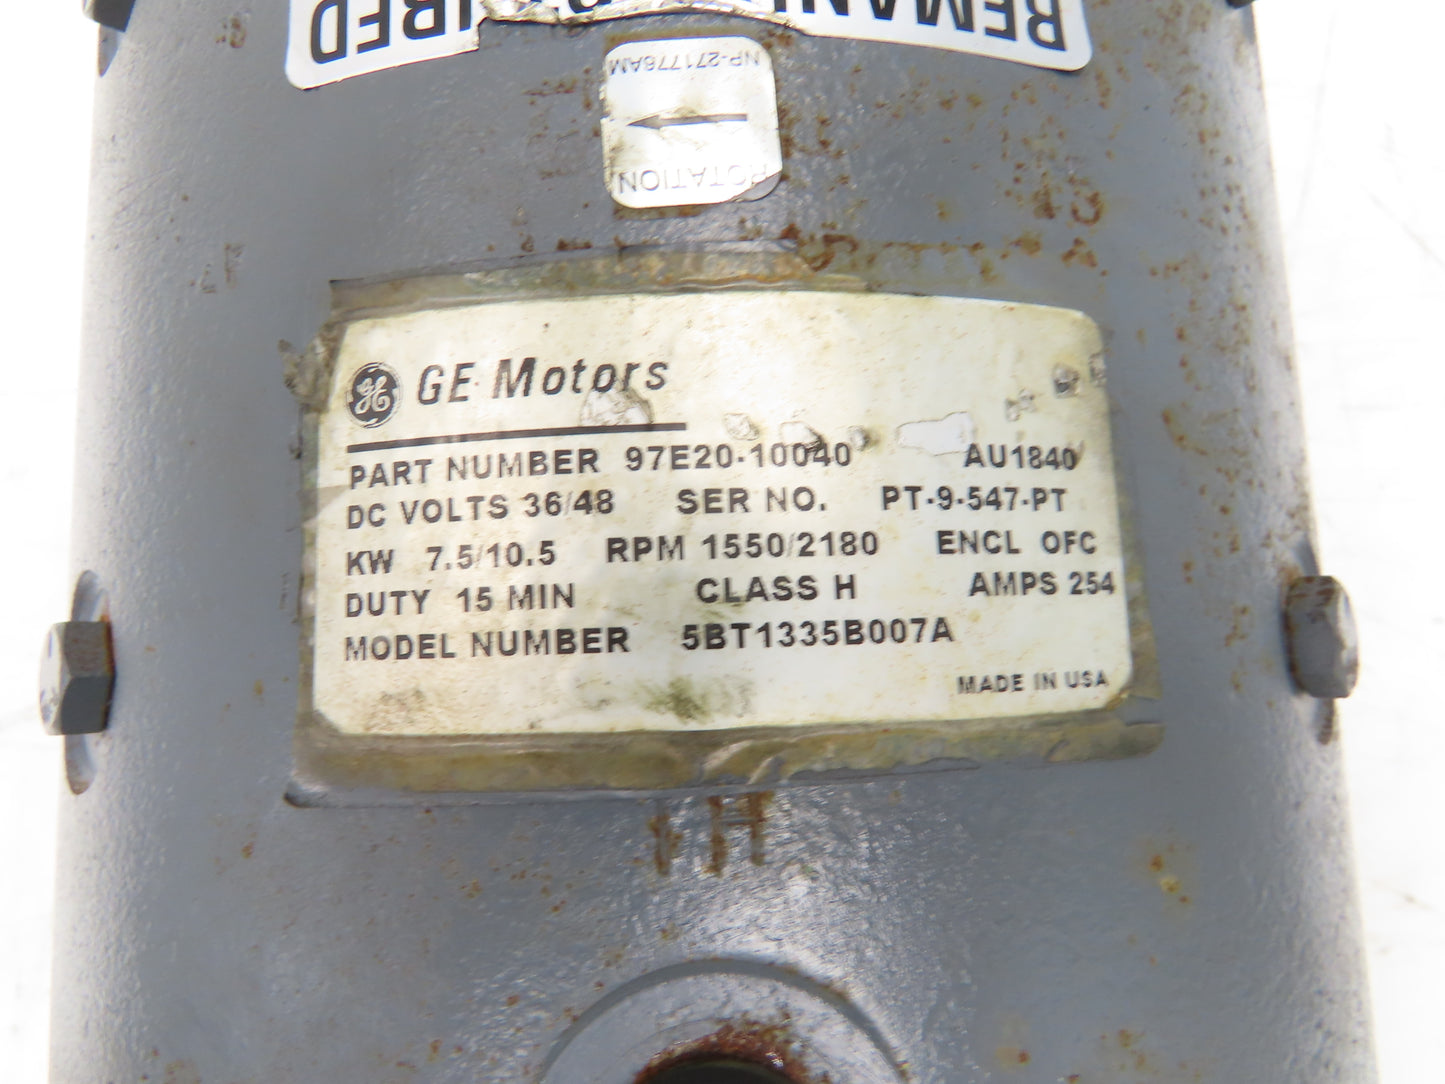 REMANUFACTURED
NP-271776AM
ROTATION
GE Motors
PART NUMBER 97E20-10040 AU1840
DC VOLTS 36/48 SER NO. PT-9-547-PT
KW 7.5/10.5 RPM 1550/2180 ENCL OFC
DUTY 15 MIN CLASS H AMPS 254
MODEL NUMBER 5BT1335B007A
MADE IN USA